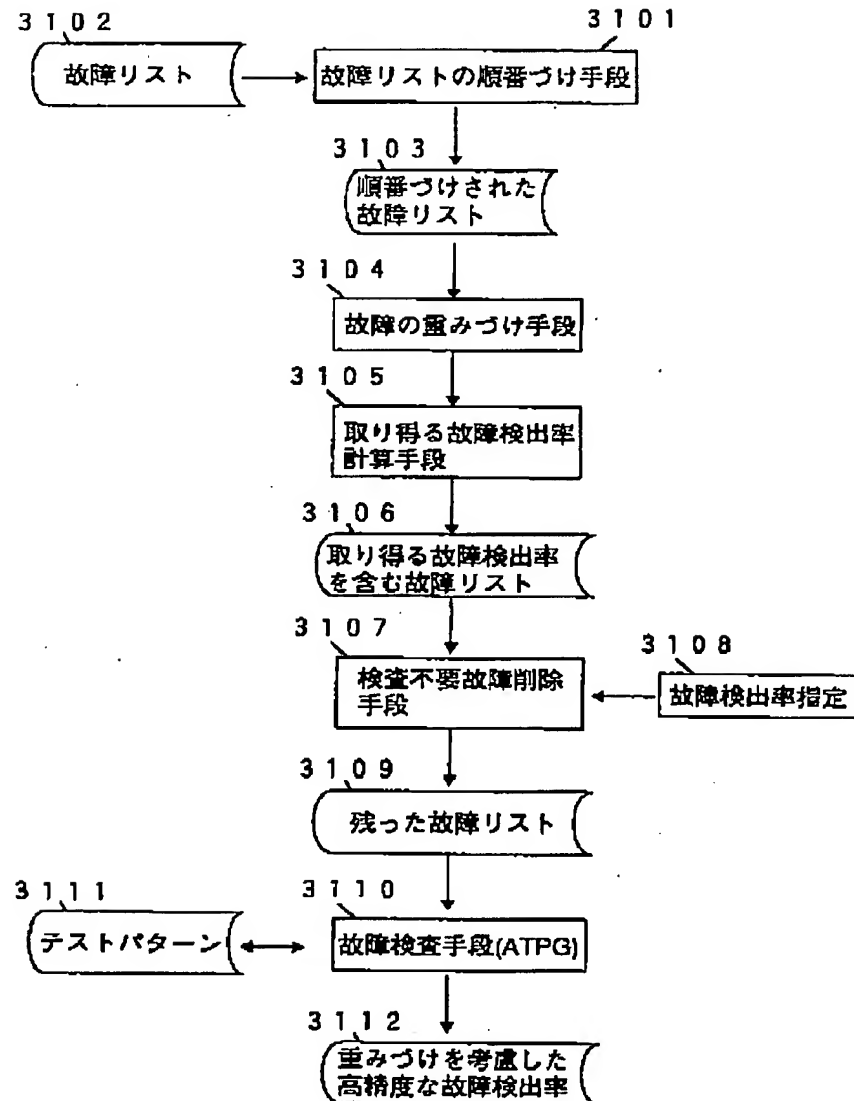 3102
故障リスト
3101
故障リストの順番づけ手段
3103
順番づけされた
故障リスト
3104
故障の重みづけ手段
3105
取り得る故障検出率
計算手段
3106
取り得る故障検出率
を含む故障リスト
3107
検査不要故障削除
手段
3108
故障検出率指定
3109
残った故障リスト
3111
テストパターン
3110
故障検査手段(ATPG)
3112
重みづけを考慮した
高精度な故障検出率